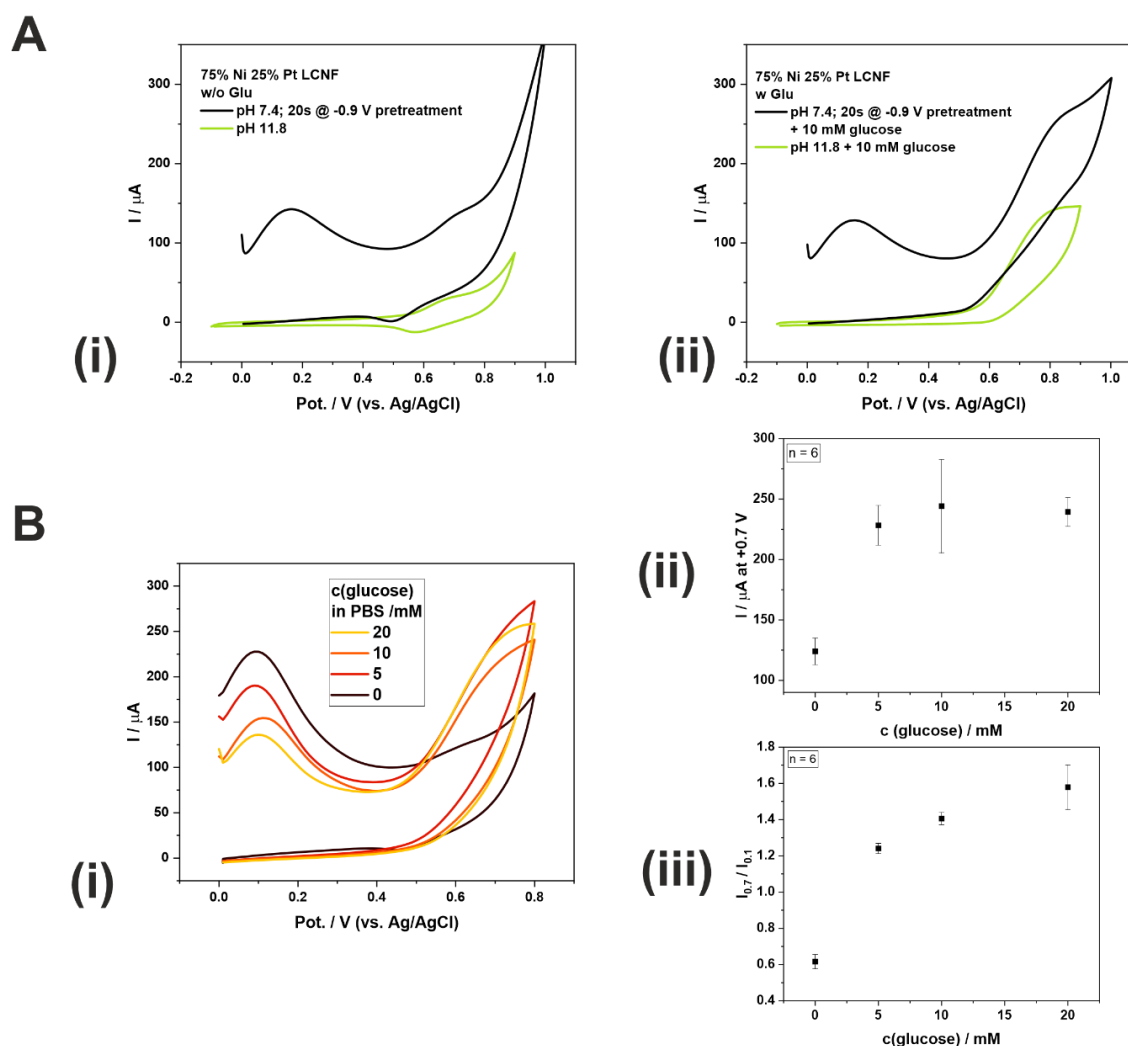 A
75% Ni 25% Pt LCNF
w/o Glu
pH 7.4; 20s @ -0.9 V pretreatment
pH 11.8
300
200
100
0
I / μA
-0.2 0.0 0.2 0.4 0.6 0.8 1.0
Pot. / V (vs. Ag/AgCl)
(i)
75% Ni 25% Pt LCNF
w Glu
pH 7.4; 20s @ -0.9 V pretreatment
+ 10 mM glucose
pH 11.8 + 10 mM glucose
300
200
100
0
I / μA
-0.2 0.0 0.2 0.4 0.6 0.8 1.0
Pot. / V (vs. Ag/AgCl)
(ii)
B
c(glucose)
in PBS /mM
20
10
5
0
300
275
250
225
200
175
150
125
100
75
50
25
0
I / μA
0.0 0.2 0.4 0.6 0.8
Pot. / V (vs. Ag/AgCl)
(i)
n = 6
300
250
200
150
100
I / μA at +0.7 V
0 5 10 15 20
c (glucose) / mM
(ii)
n = 6
1.8
1.6
1.4
1.2
1.0
0.8
0.6
0.4
I0.7 / I0.1
0 5 10 15 20
c(glucose) / mM
(iii)